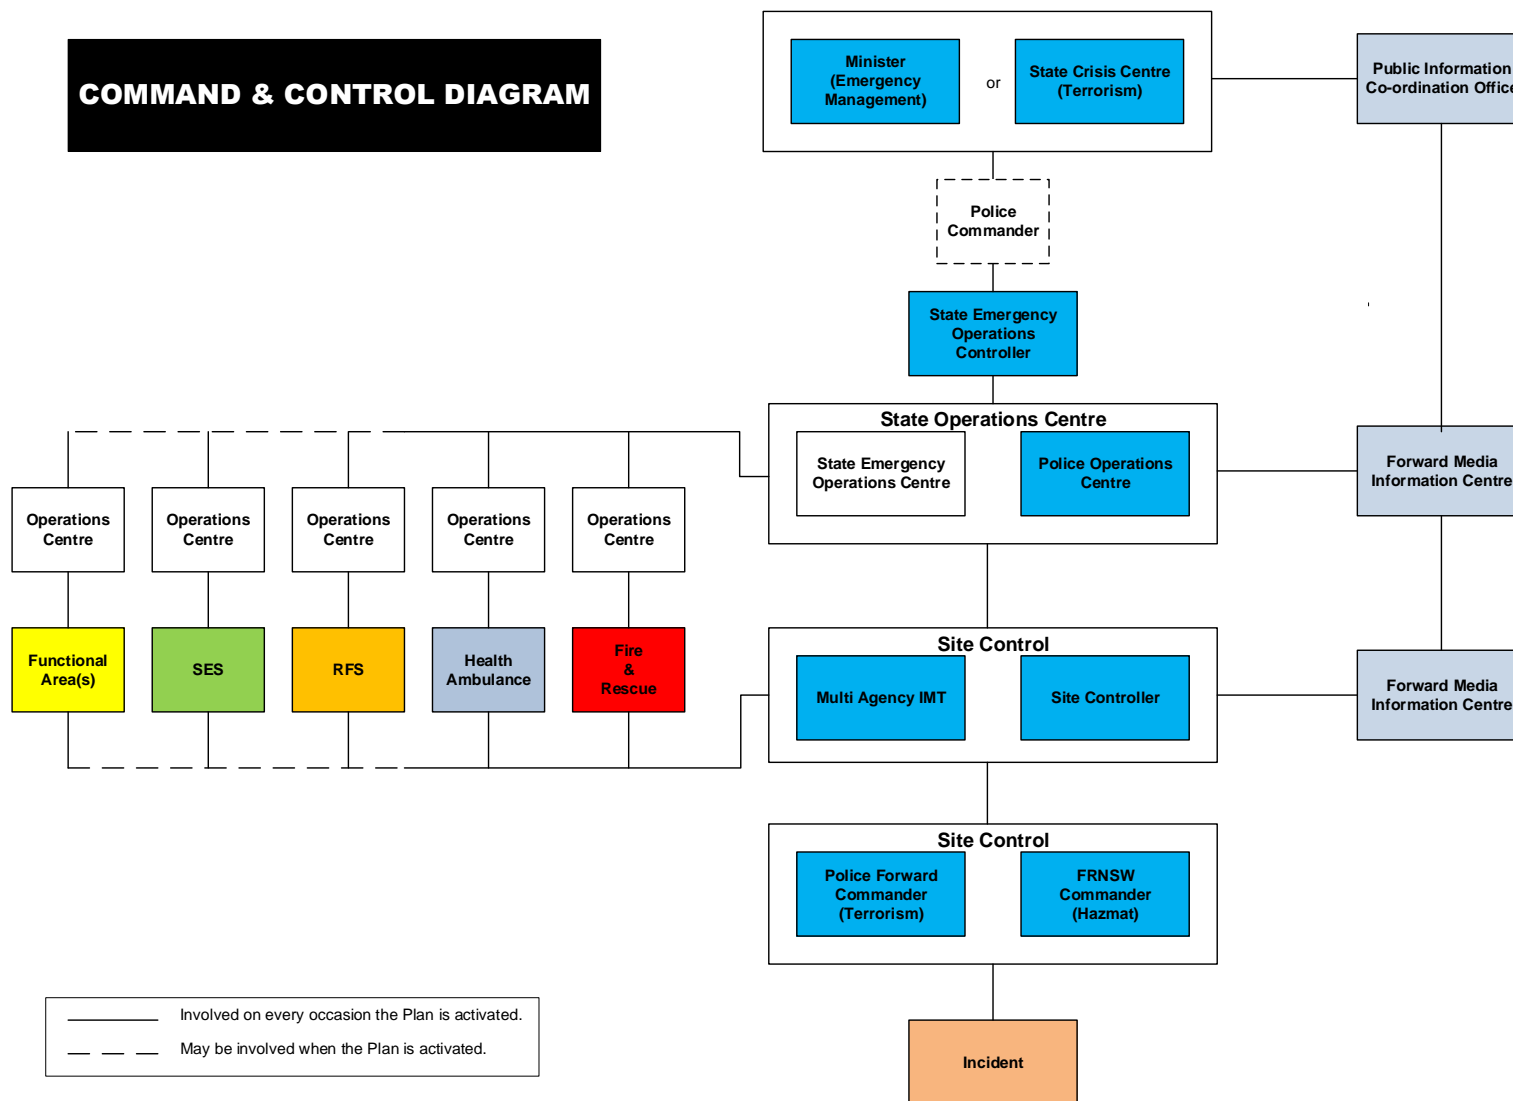 COMMAND & CONTROL DIAGRAM
Minister
(Emergency
Management)
or
State Crisis Centre
(Terrorism)
Public Information
Co-ordination Office
Police
Commander
State Emergency
Operations
Controller
State Operations Centre
State Emergency
Operations Centre
Police Operations
Centre
Forward Media
Information Centre
Operations
Centre
Operations
Centre
Operations
Centre
Operations
Centre
Operations
Centre
Functional
Area(s)
SES
RFS
Health
Ambulance
Fire
&
Rescue
Site Control
Multi Agency IMT
Site Controller
Forward Media
Information Centre
Site Control
Police Forward
Commander
(Terrorism)
FRNSW
Commander
(Hazmat)
Involved on every occasion the Plan is activated.
May be involved when the Plan is activated.
Incident